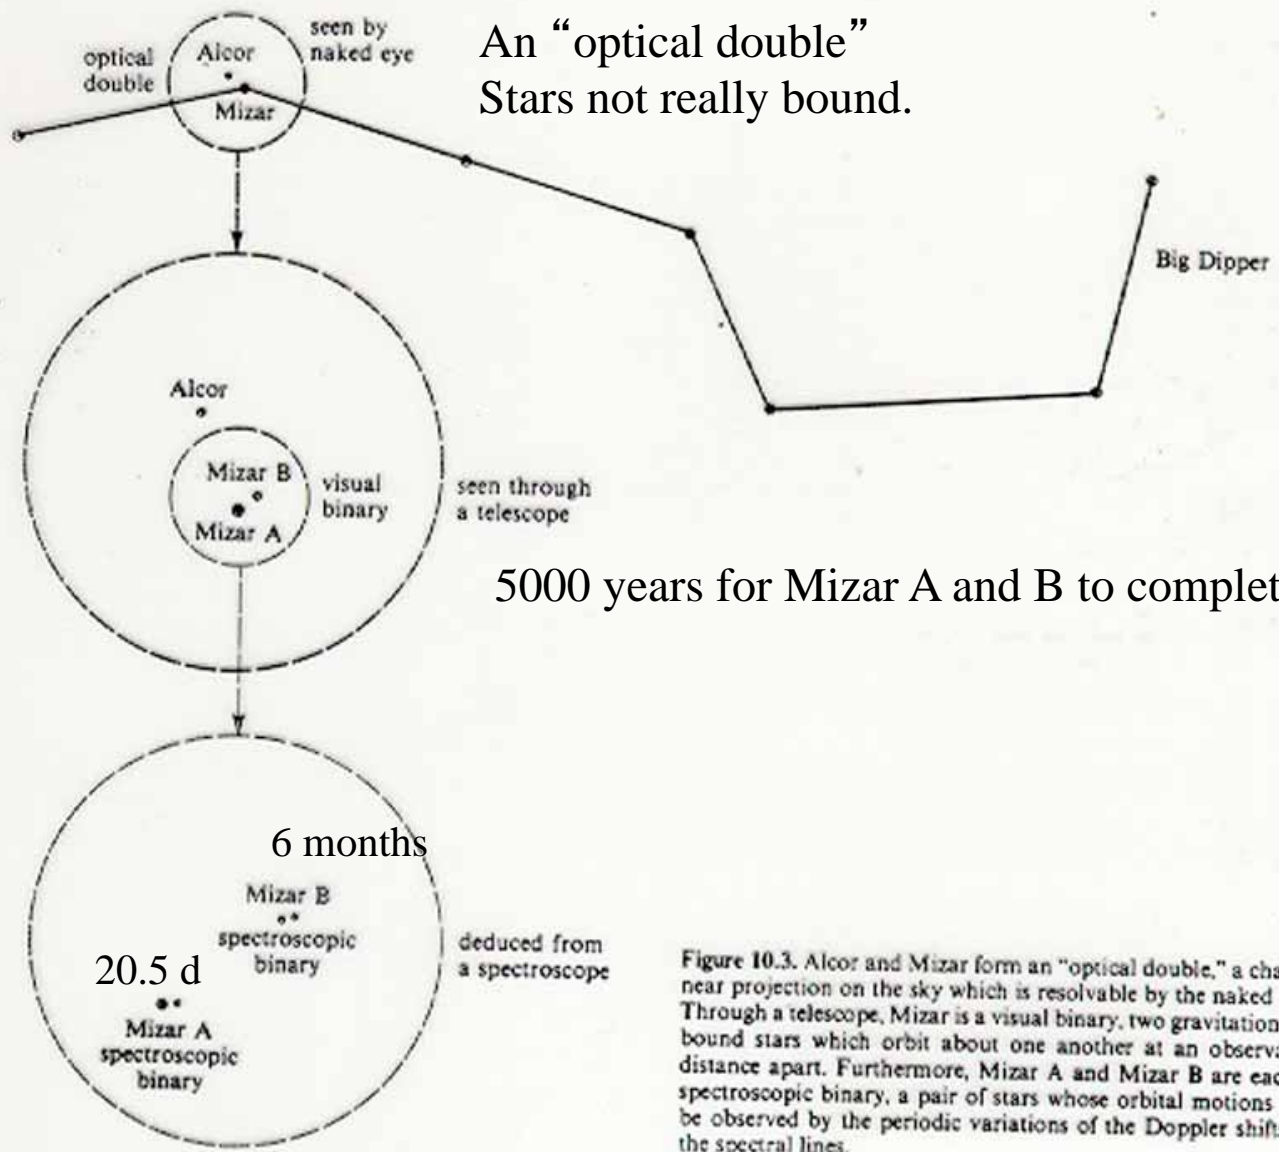 An “optical double”
Stars not really bound.
optical
double
Alcor
Mizar
seen by
naked eye
Big Dipper
Alcor
Mizar B
Mizar A
visual
binary
seen through
a telescope
5000 years for Mizar A and B to complet
6 months
Mizar B
spectroscopic
binary
20.5 d
Mizar A
spectroscopic
binary
deduced from
a spectroscope
Figure 10.3. Alcor and Mizar form an "optical double," a cha
near projection on the sky which is resolvable by the naked
Through a telescope, Mizar is a visual binary, two gravitation
bound stars which orbit about one another at an observa
distance apart. Furthermore, Mizar A and Mizar B are eac
spectroscopic binary, a pair of stars whose orbital motions
be observed by the periodic variations of the Doppler shift
the spectral lines.